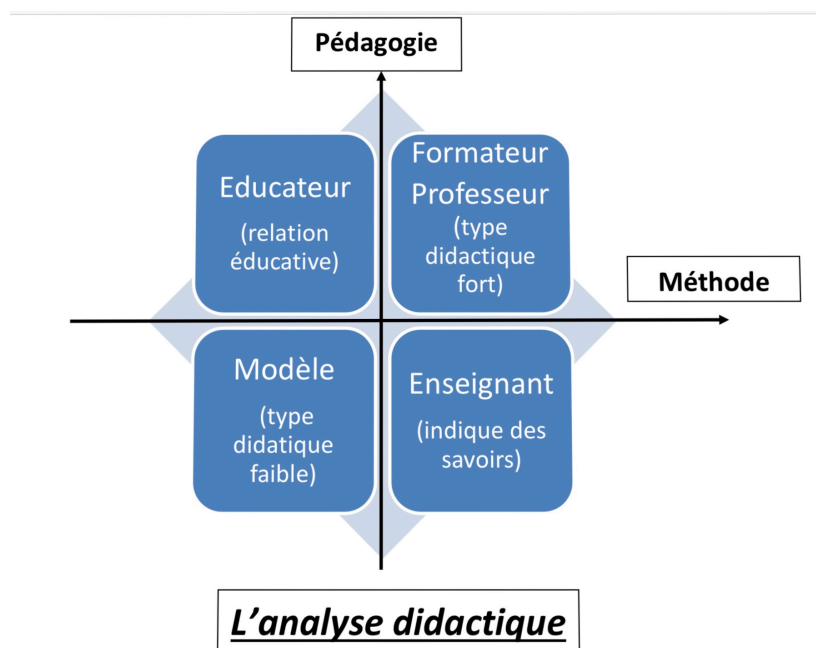 Pédagogie
Educateur
(relation
éducative)
Formateur
Professeur
(type
didactique
fort)
Méthode
Modèle
(type
didatique
faible)
Enseignant
(indique des
savoirs)
L'analyse didactique